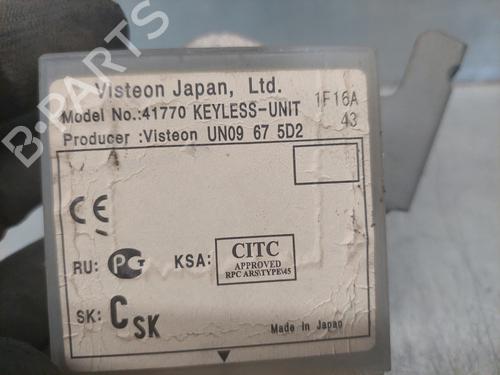 Visteon Japan, Ltd.
Model No.:41770 KEYLESS-UNIT
1F16A
43
Producer :Visteon UN09 67 5D2
CE
RU: PCT KSA: CITC
APPROVED
RPC ARS\TYPE\45
SK: CSK
Made in Japan